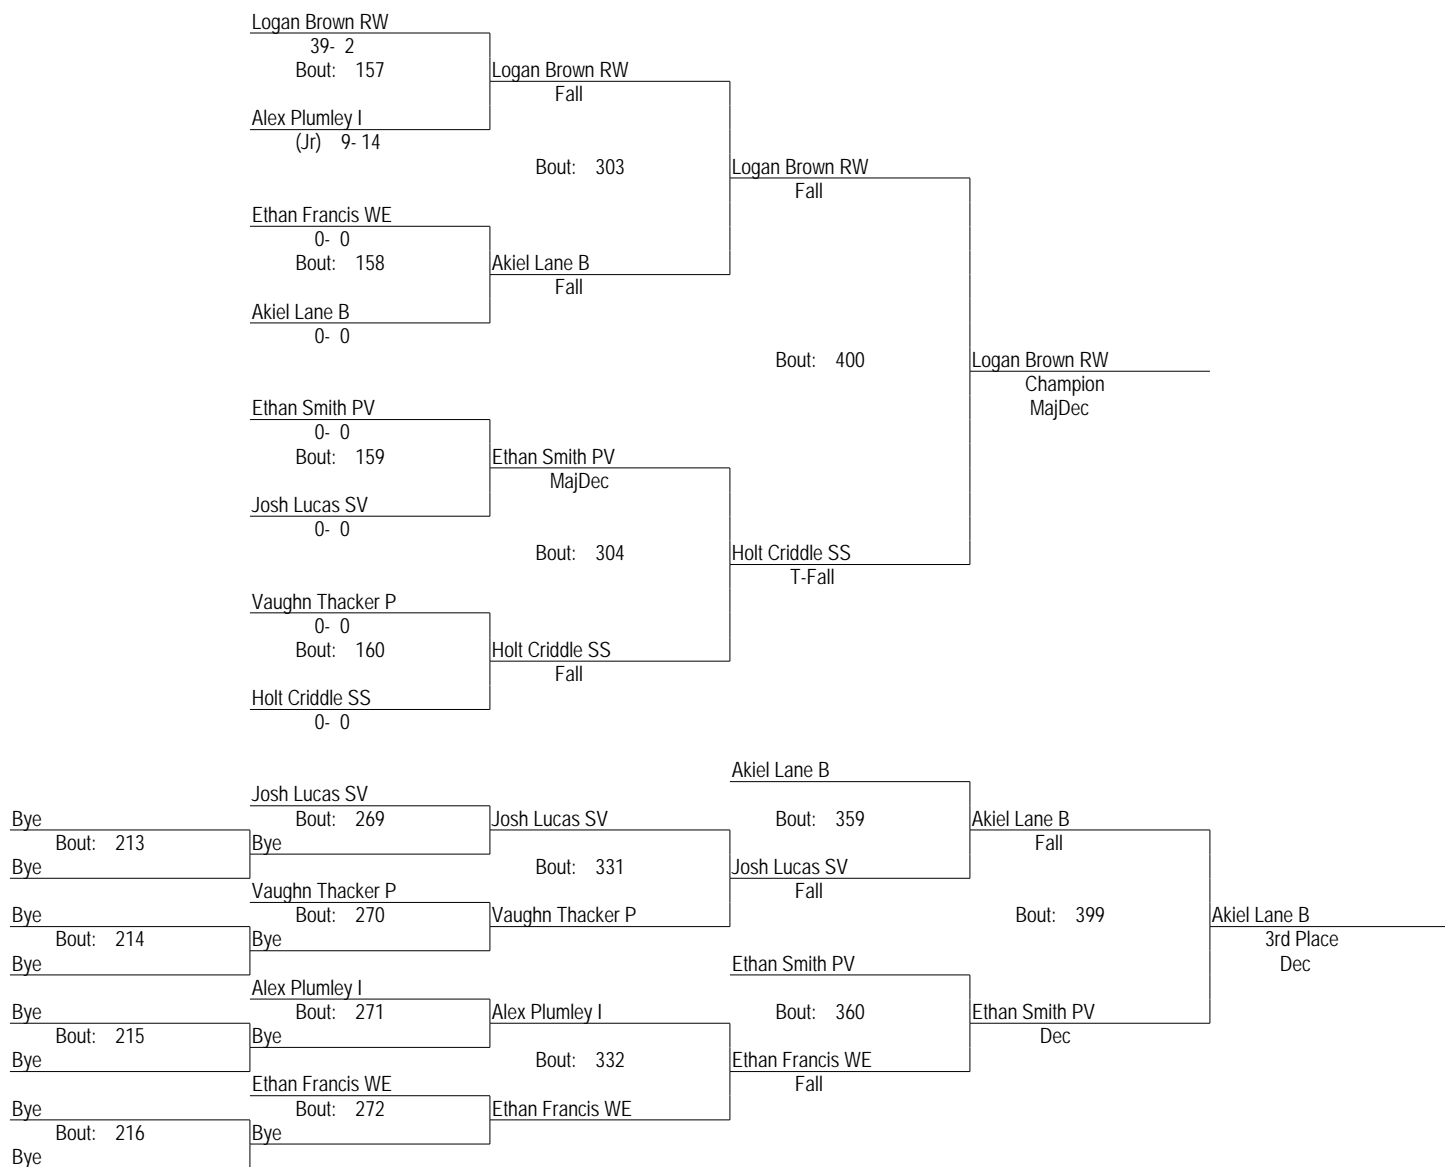 Logan Brown RW
39- 2
Bout: 157
Logan Brown RW
Fall
Alex Plumley I
(Jr) 9- 14
Bout: 303
Logan Brown RW
Fall
Ethan Francis WE
0- 0
Bout: 158
Akiel Lane B
Fall
Akiel Lane B
0- 0
Bout: 400
Logan Brown RW
Champion
MajDec
Ethan Smith PV
0- 0
Bout: 159
Ethan Smith PV
MajDec
Josh Lucas SV
0- 0
Bout: 304
Holt Criddle SS
T-Fall
Vaughn Thacker P
0- 0
Bout: 160
Holt Criddle SS
Fall
Holt Criddle SS
0- 0
Akiel Lane B
Josh Lucas SV
Bye
Bout: 269
Josh Lucas SV
Bout: 359
Akiel Lane B
Bout: 213
Bye
Fall
Bye
Bout: 331
Josh Lucas SV
Vaughn Thacker P
Fall
Bye
Bout: 270
Vaughn Thacker P
Bout: 399
Akiel Lane B
Bout: 214
Bye
3rd Place
Bye
Ethan Smith PV
Dec
Alex Plumley I
Bye
Bout: 271
Alex Plumley I
Bout: 360
Ethan Smith PV
Bout: 215
Bye
Dec
Bye
Bout: 332
Ethan Francis WE
Ethan Francis WE
Fall
Bye
Bout: 272
Ethan Francis WE
Bout: 216
Bye
Bye